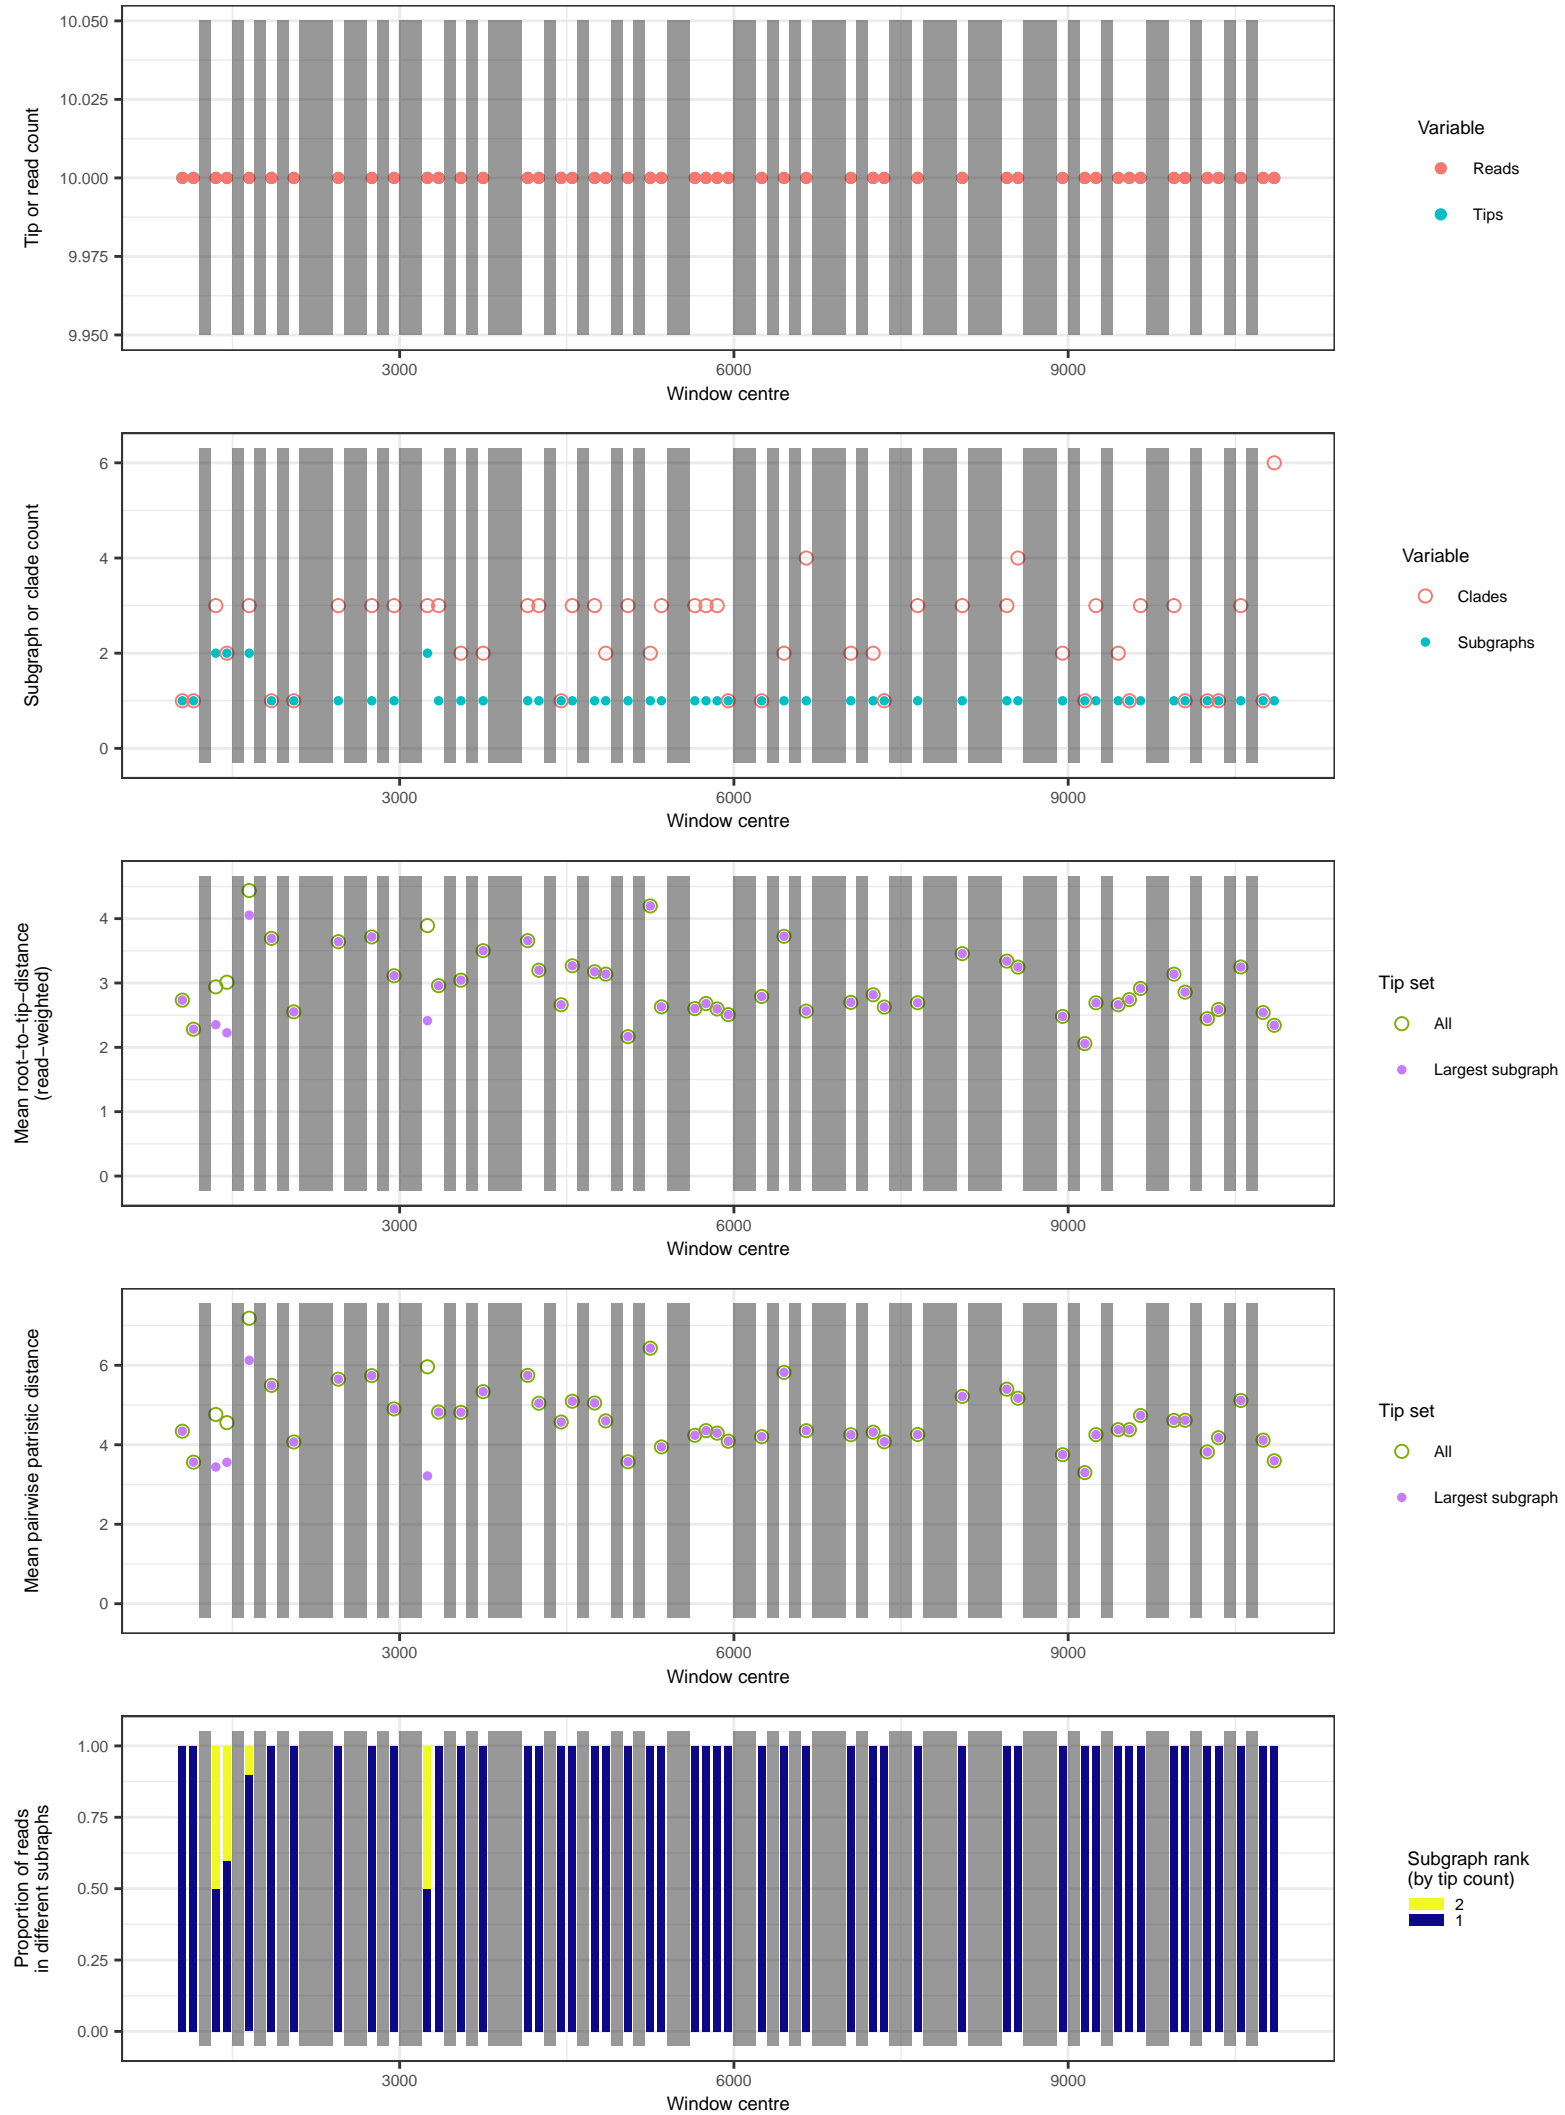 10.050
10.025
10.000
9.975
9.950
Tip or read count
3000 6000 9000
Window centre
Variable
Reads
Tips
6
4
2
0
Subgraph or clade count
3000 6000 9000
Window centre
Variable
Clades
Subgraphs
4
3
2
1
0
Mean root−to−tip−distance
(read−weighted)
3000 6000 9000
Window centre
Tip set
All
Largest subgraph
6
4
2
0
Mean pairwise patristic distance
3000 6000 9000
Window centre
Tip set
All
Largest subgraph
1.00
0.75
0.50
0.25
0.00
Proportion of reads
in different subraphs
3000 6000 9000
Window centre
Subgraph rank
(by tip count)
2
1